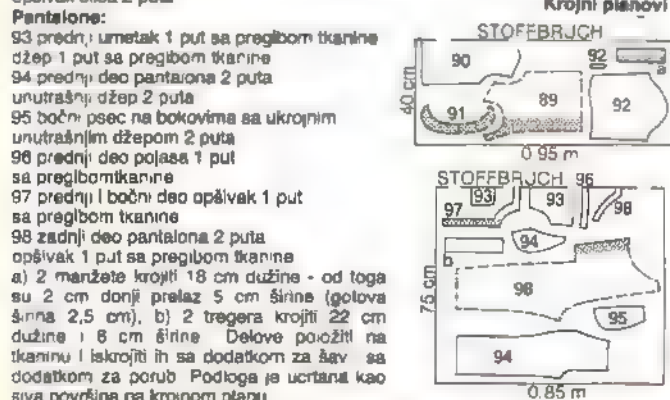 opšivak 2 puta
Pantalone:
93 prednji umetak 1 put sa pregibom tkanine
džep 1 put sa pregibom tkanine
94 prednji deo pantalona 2 puta
unutrašnji džep 2 puta
95 bočni psec na bokovima sa ukrojnim
unutrašnjim džepom 2 puta
96 prednji deo pojasa 1 put
sa pregibomtkanine
97 prednji i bočni deo opšivak 1 put
sa pregibom tkanine
98 zadnji deo pantalona 2 puta
opšivak 1 put sa pregibom tkanine
a) 2 manžete krojiti 18 cm dužine - od toga
su 2 cm donji prelaz 5 cm širine (gotova
širina 2,5 cm), b) 2 tregera krojiti 22 cm
dužine i 6 cm širine Delove položiti na
tkaninu i iskrojiti ih sa dodatkom za šav sa
dodatkom za porub Podloga je ucrtana kao
siva površina na krojnom planu
Krojni planovi
STOFFBRUCH
90
92
a
40 cm
91
89
92
0.95 m
STOFFBRUCH 96
93
93
98
97
94
b
75 cm
98
95
94
0.85 m